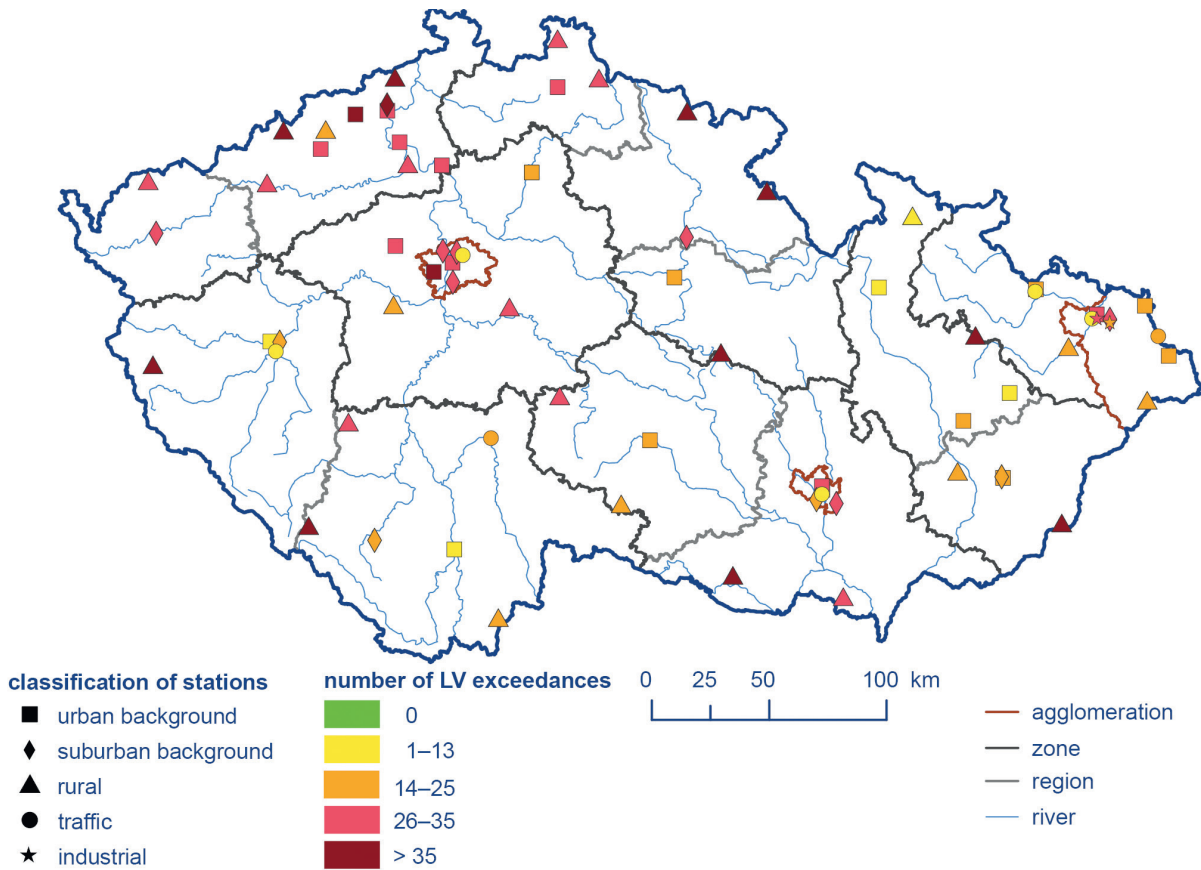 classification of stations
urban background
suburban background
rural
traffic
industrial
number of LV exceedances
0
1–13
14–25
26–35
> 35
0 25 50 100 km
agglomeration
zone
region
river